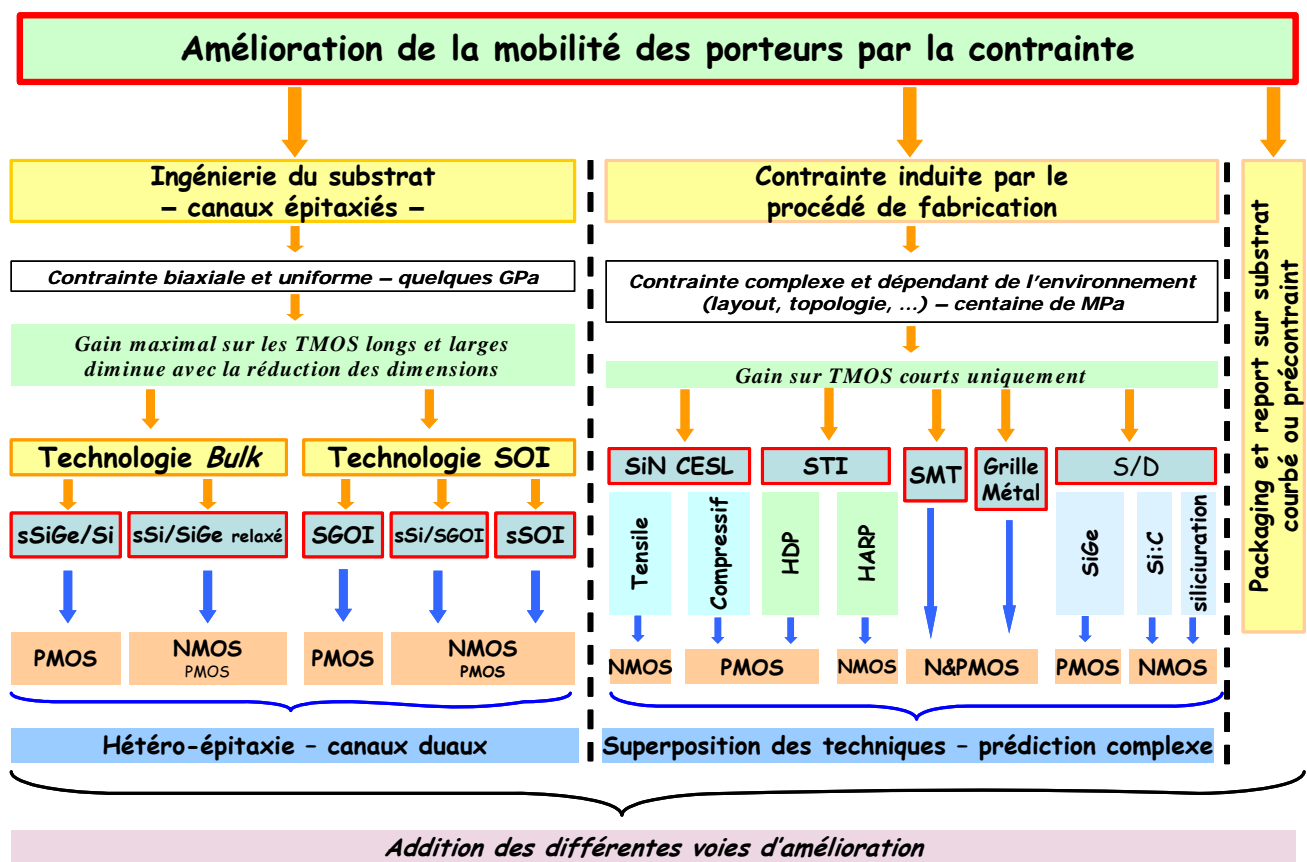 Amélioration de la mobilité des porteurs par la contrainte
Ingénierie du substrat
– canaux épitaxiés –
Contrainte biaxiale et uniforme – quelques GPa
Gain maximal sur les TMOS longs et larges
diminue avec la réduction des dimensions
Technologie Bulk
Technologie SOI
sSiGe/Si
sSi/SiGe relaxé
SGOI
sSi/SGOI
sSOI
PMOS
NMOS
PMOS
PMOS
NMOS
PMOS
Hétéro-épitaxie – canaux duaux
Contrainte induite par le
procédé de fabrication
Contrainte complexe et dépendant de l'environnement
(layout, topologie, ...) – centaine de MPa
Gain sur TMOS courts uniquement
SiN CESL
STI
SMT
Grille
Métal
S/D
Tensile
Compressif
HDP
HARP
SiGe
Si:C
siliciuration
NMOS
PMOS
NMOS
N&PMOS
PMOS
NMOS
Superposition des techniques – prédiction complexe
Packaging et report sur substrat
courbé ou précontraint
Addition des différentes voies d'amélioration